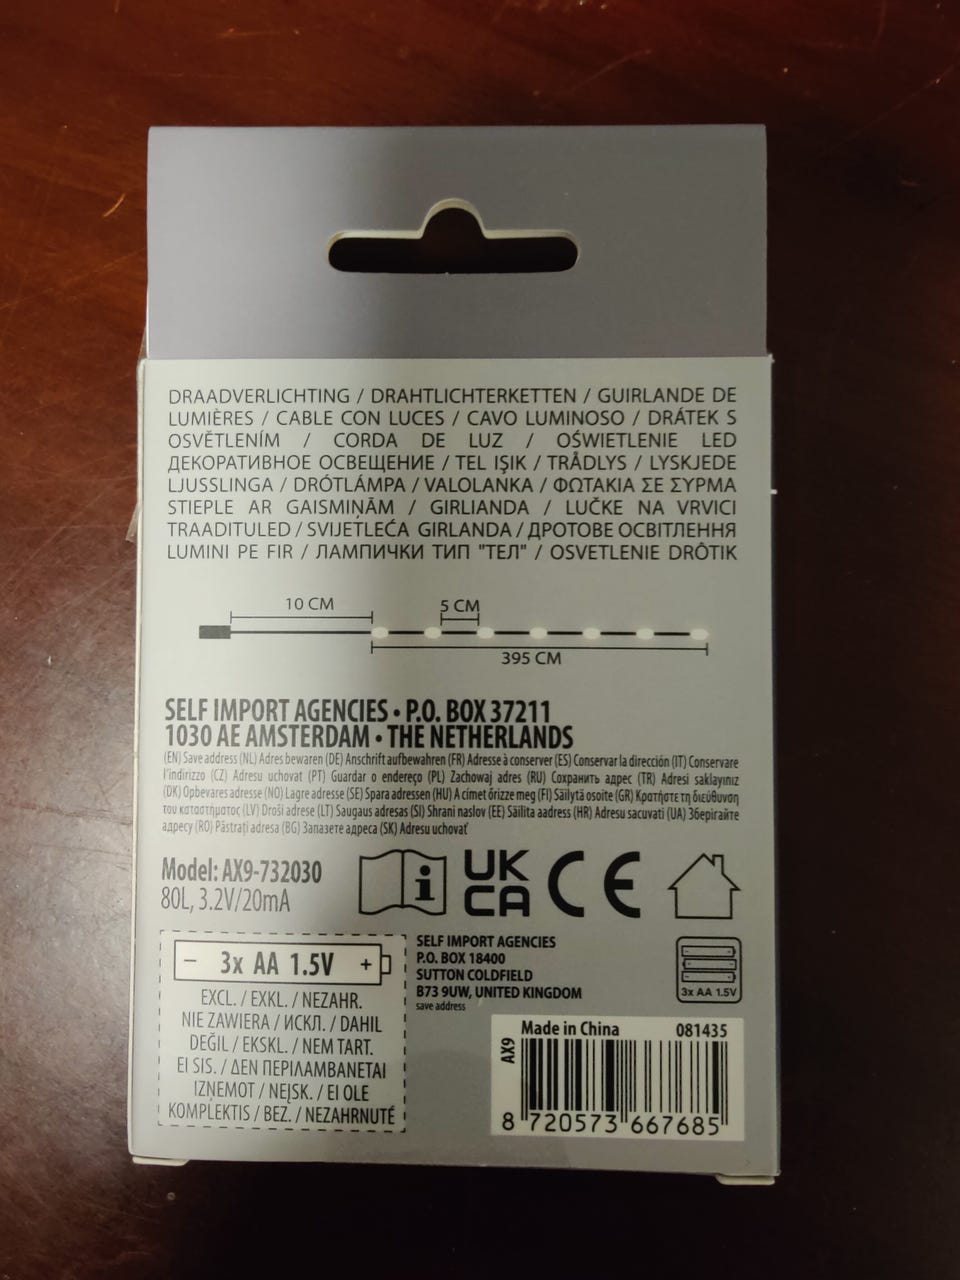 DRAADVERLICHTING / DRAHTLICHTERKETTEN / GUIRLANDE DE
LUMIÈRES / CABLE CON LUCES / CAVO LUMINOSO / DRÁTEK S
OSVĚTLENÍM / CORDA DE LUZ / OŚWIETLENIE LED
ДЕКОРАТИВНОЕ ОСВЕЩЕНИЕ / TEL IŞIK / TRÅDLYS / LYSKJEDE
LJUSSLINGA / DRÓTLÁMPA / VALOLANKA / ΦΩΤΑΚΙΑ ΣΕ ΣΥΡΜΑ
STIEPLE AR GAISMIŅĀM / GIRLIANDA / LUČKE NA VRVICI
TRAADITULED / SVIJETLEĆA GIRLANDA / ДРОТОВЕ ОСВІТЛЕННЯ
LUMINI PE FIR / ЛАМПИЧКИ ТИП "ТЕЛ" / OSVETLENIE DRÔTIK
10 CM
5 CM
395 CM
SELF IMPORT AGENCIES • P.O. BOX 37211
1030 AE AMSTERDAM • THE NETHERLANDS
(EN) Save address (NL) Adres bewaren (DE) Anschrift aufbewahren (FR) Adresse à conserver (ES) Conservar la dirección (IT) Conservare
l'indirizzo (CZ) Adresu uchovat (PT) Guardar o endereço (PL) Zachowaj adres (RU) Сохранить адрес (TR) Adresi saklayınız
(DK) Opbevares adresse (NO) Lagre adresse (SE) Spara adressen (HU) A címet őrizze meg (FI) Säilytä osoite (GR) Κρατήστε τη διεύθυνση
του καταστήματος (LV) Droši adrese (LT) Saugaus adresas (SI) Shrani naslov (EE) Säilita aadress (HR) Adresu sacuvati (UA) Зберігайте
адресу (RO) Păstrați adresa (BG) Запазете адреса (SK) Adresu uchovať
Model: AX9-732030
80L, 3.2V/20mA
UK
CA
CE
- 3x AA 1.5V +
EXCL. / EXKL. / NEZAHR.
NIE ZAWIERA / ИСКЛ. / DAHIL
DEĞIL / EKSKL. / NEM TART.
EI SIS. / ΔΕΝ ΠΕΡΙΛΑΜΒΑΝΕΤΑΙ
IZŅEMOT / NEĮSK. / EI OLE
KOMPLEKTIS / BEZ. / NEZAHRNUTÉ
SELF IMPORT AGENCIES
P.O. BOX 18400
SUTTON COLDFIELD
B73 9UW, UNITED KINGDOM
save address
3x AA 1.5V
Made in China 081435
AX9
8 720573 667685